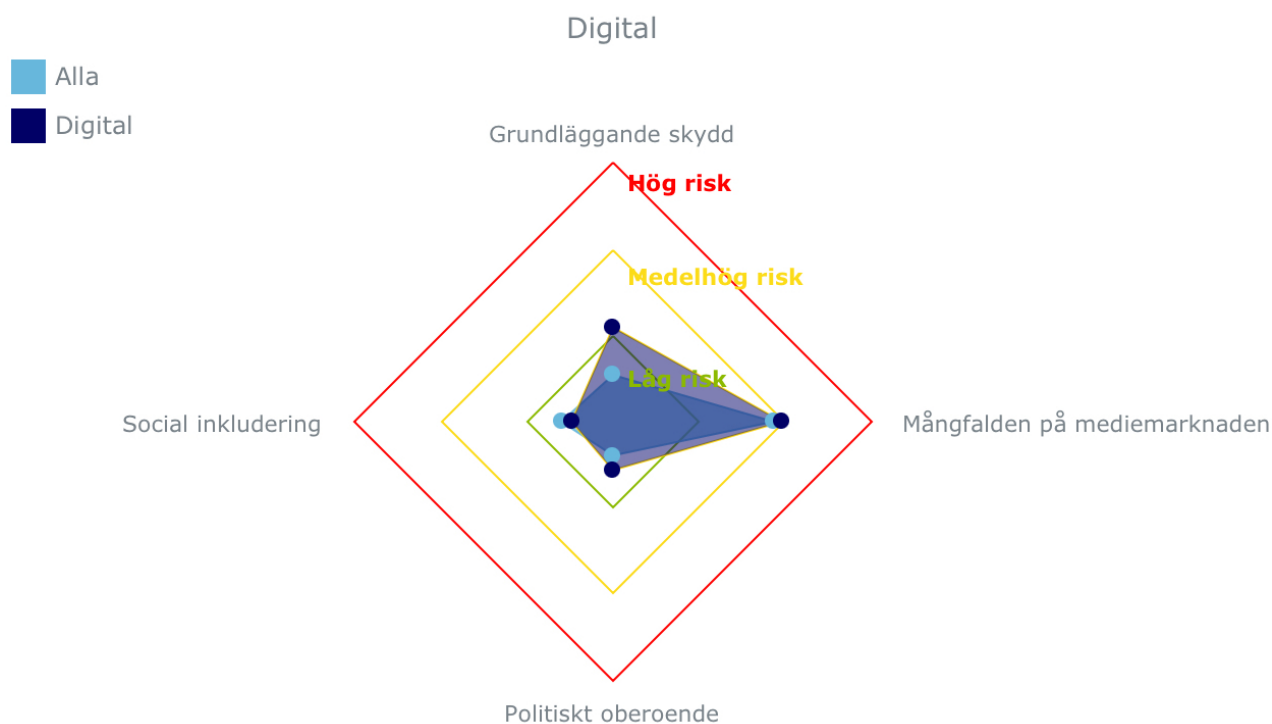 Digital
Alla
Digital
Grundläggande skydd
Hög risk
Medelhög risk
Låg risk
Social inkludering
Mångfalden på mediemarknaden
Politiskt oberoende